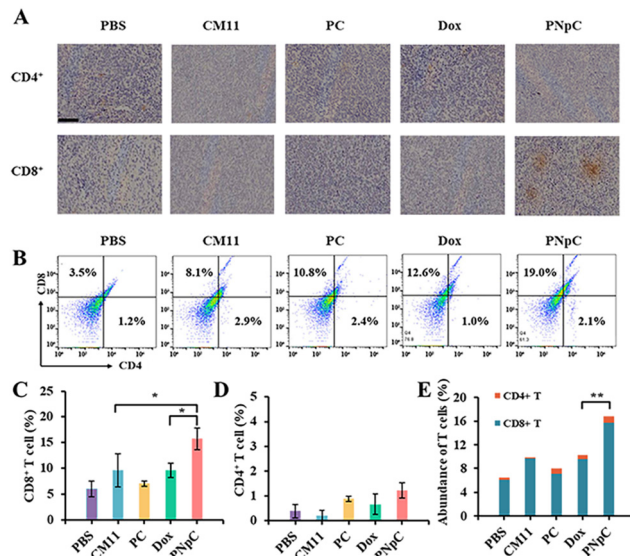 A
PBS CM11 PC Dox PNpC
CD4+
CD8+
B
PBS CM11 PC Dox PNpC
3.5% 8.1% 10.8% 12.6% 19.0%
1.2% 2.9% 2.4% 1.0% 2.1%
CD8
CD4
C
CD8+ T cell (%)
25
20
15
10
5
0
* *
PBS CM11 PC Dox PNpC
D
CD4+ T cell (%)
5
4
3
2
1
0
PBS CM11 PC Dox PNpC
E
Abundance of T cells (%)
20
16
12
8
4
0
CD4+ T
CD8+ T
**
PBS CM11 PC Dox PNpC